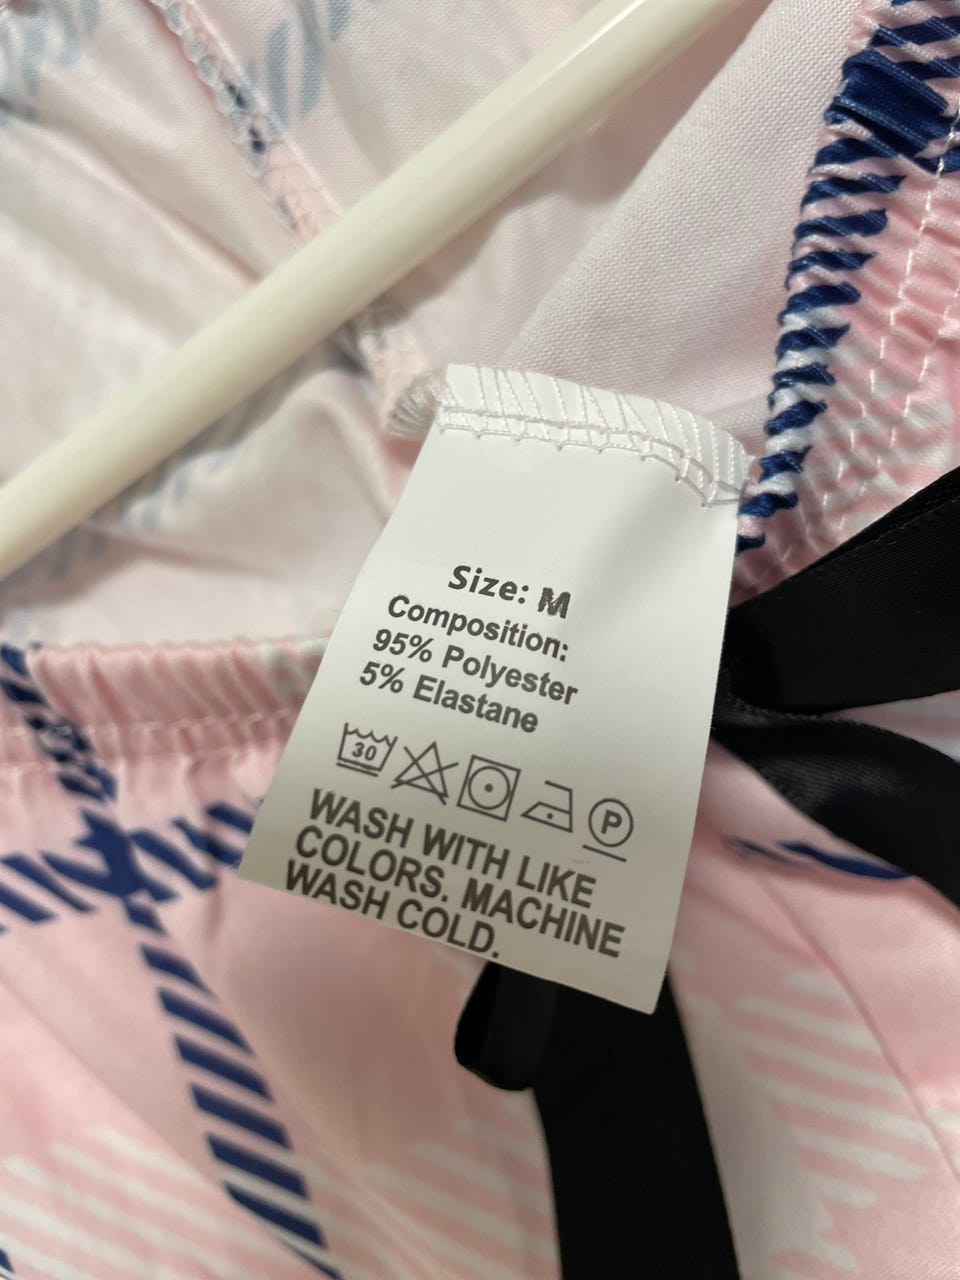 Size: M
Composition:
95% Polyester
5% Elastane
30
P
WASH WITH LIKE
COLORS. MACHINE
WASH COLD.